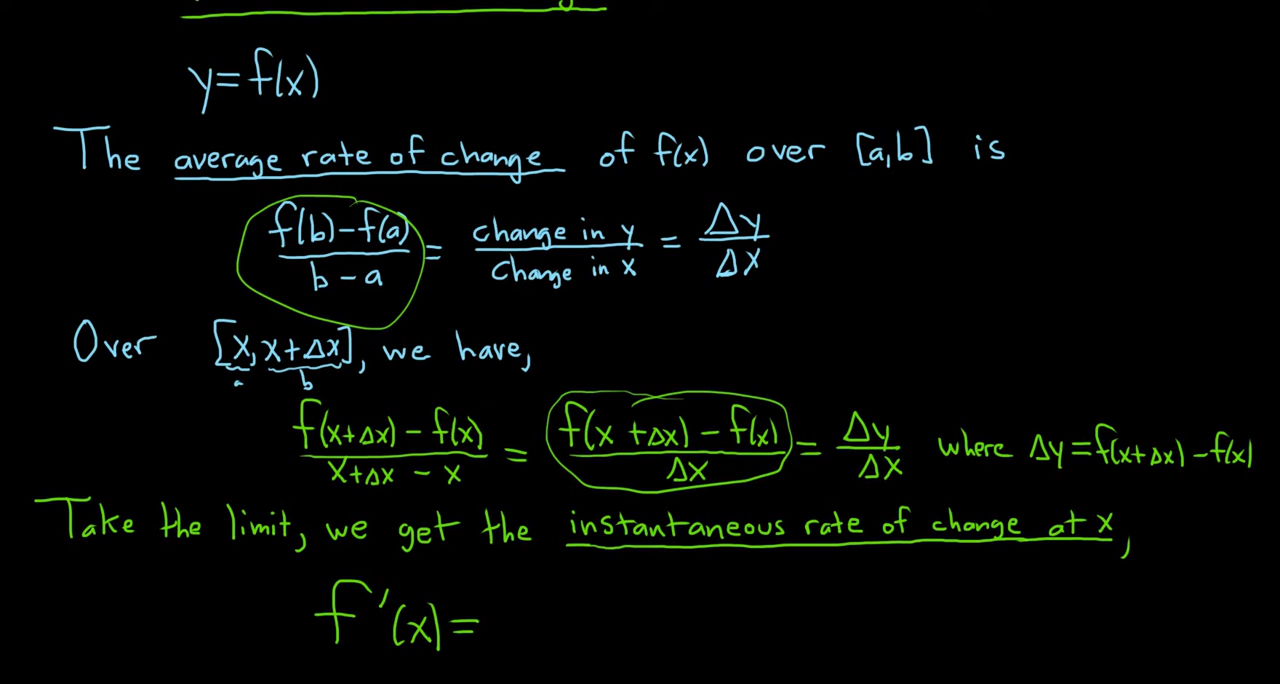 y=f(x)
The average rate of change of f(x) over [a,b] is
f(b)-f(a)/b-a = change in y/Change in x = Δy/Δx
Over [x, x+Δx], we have,
a b
f(x+Δx)-f(x)/x+Δx-x = f(x+Δx)-f(x)/Δx = Δy/Δx where Δy=f(x+Δx)-f(x)
Take the limit, we get the instantaneous rate of change at x,
f'(x)=